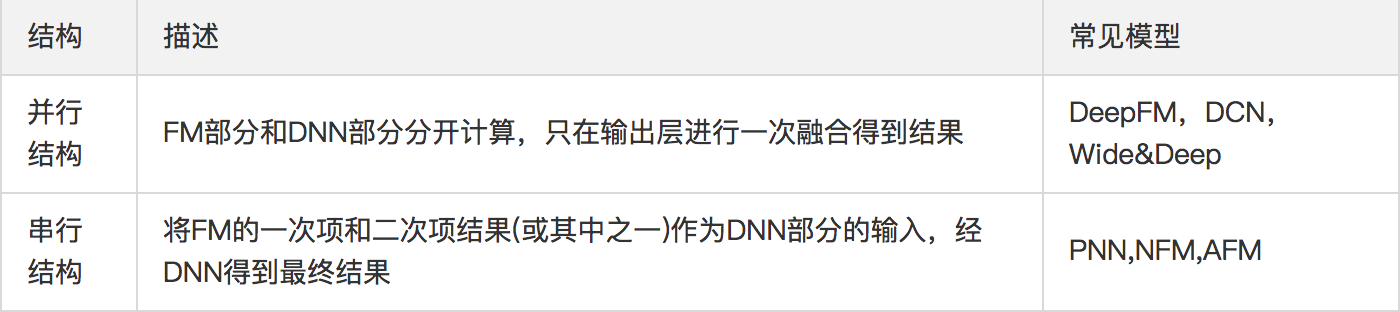 结构
描述
常见模型
并行
结构
FM部分和DNN部分分开计算，只在输出层进行一次融合得到结果
DeepFM，DCN，
Wide&Deep
串行
结构
将FM的一次项和二次项结果(或其中之一)作为DNN部分的输入，经
DNN得到最终结果
PNN,NFM,AFM